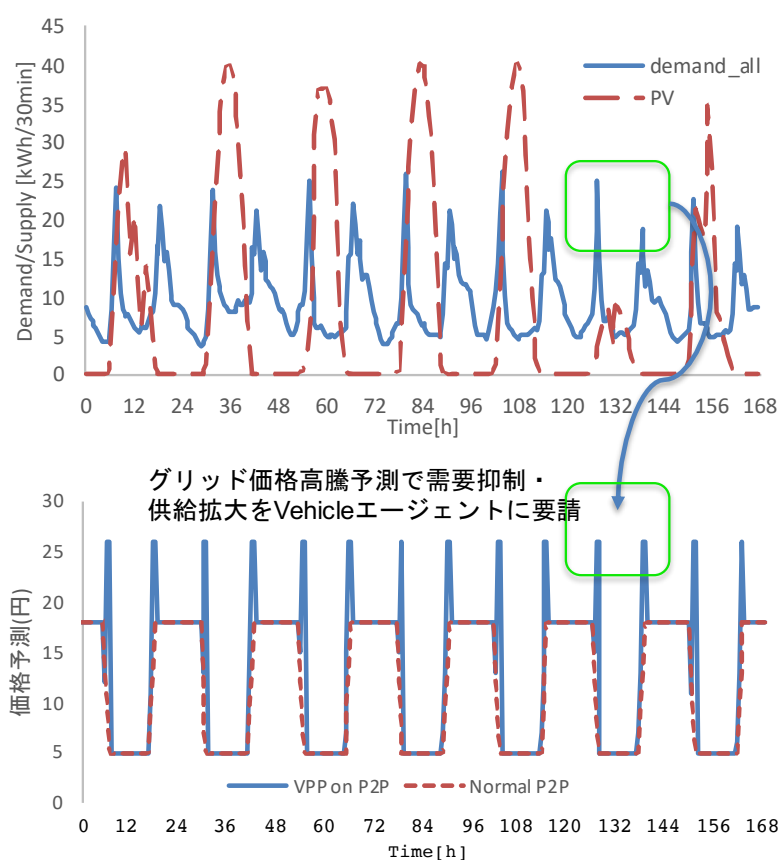 45
40
35
30
25
20
15
10
5
0
Demand/Supply [kWh/30min]
demand_all
PV
0 12 24 36 48 60 72 84 96 108 120 132 144 156 168
Time[h]
グリッド価格高騰予測で需要抑制・
供給拡大をVehicleエージェントに要請
30
25
20
15
10
5
0
価格予測(円)
VPP on P2P Normal P2P
0 12 24 36 48 60 72 84 96 108 120 132 144 156 168
Time[h]